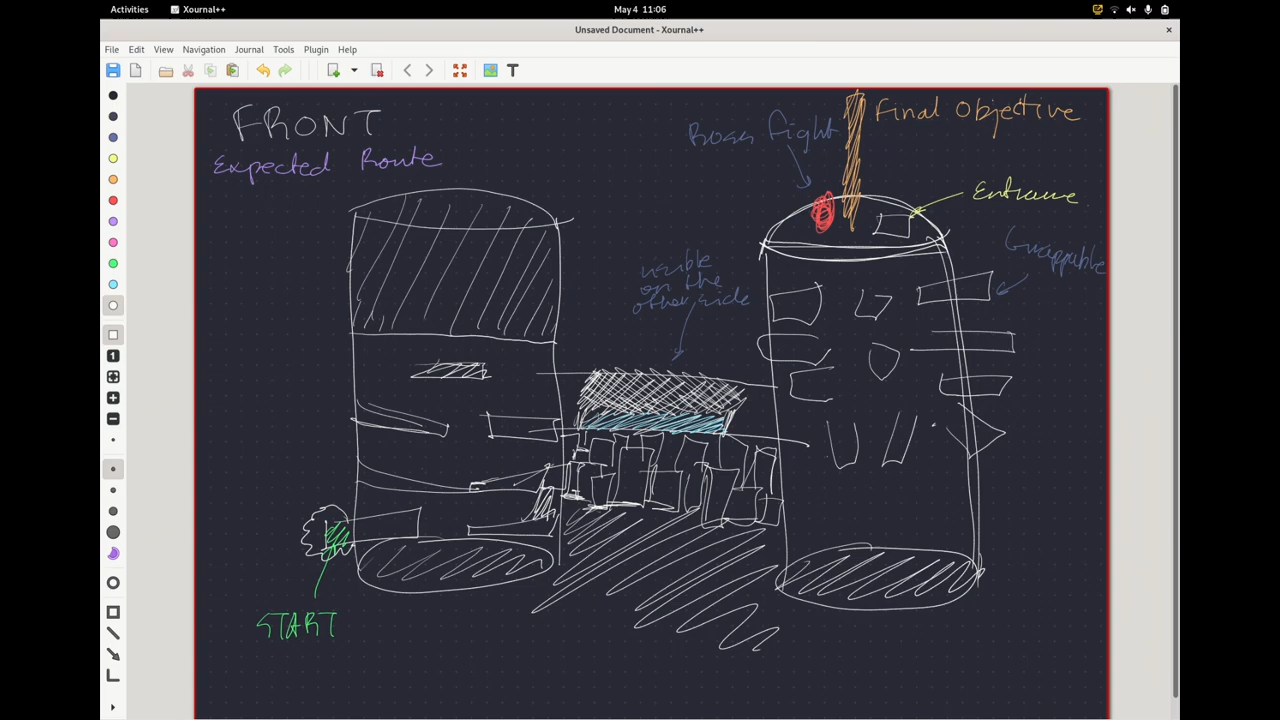 Activities
Xournal++
May 4 11:06
Unsaved Document - Xournal++
File Edit View Navigation Journal Tools Plugin Help
FRONT
Expected Route
Boss fight
Final Objective
Entrance
visible
on the
other side
START
1